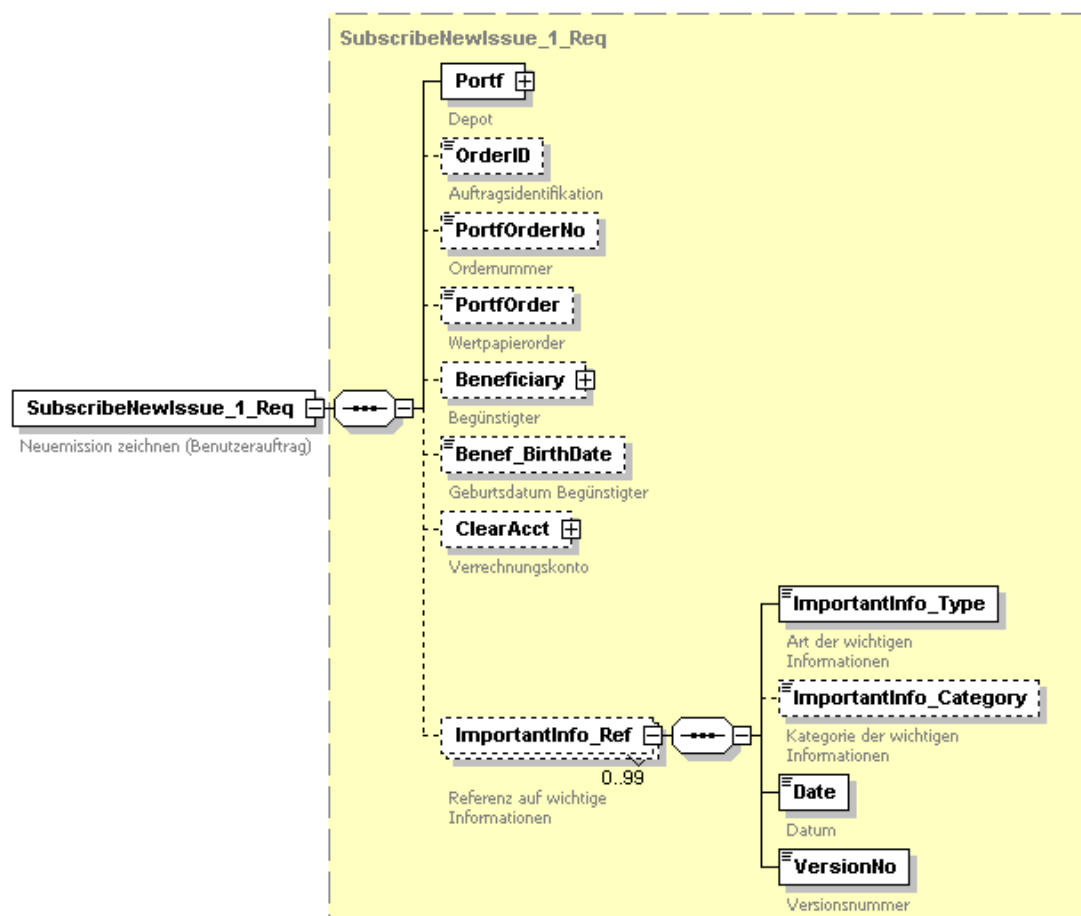 SubscribeNewIssue_1_Req
Portf
Depot
OrderID
Auftragsidentifikation
PortfOrderNo
Ordernummer
PortfOrder
Wertpapierorder
Beneficiary
Begünstigter
SubscribeNewIssue_1_Req
Neuemission zeichnen (Benutzerauftrag)
Benef_BirthDate
Geburtsdatum Begünstigter
ClearAcct
Verrechnungskonto
ImportantInfo_Ref
0..99
Referenz auf wichtige
Informationen
ImportantInfo_Type
Art der wichtigen
Informationen
ImportantInfo_Category
Kategorie der wichtigen
Informationen
Date
Datum
VersionNo
Versionsnummer